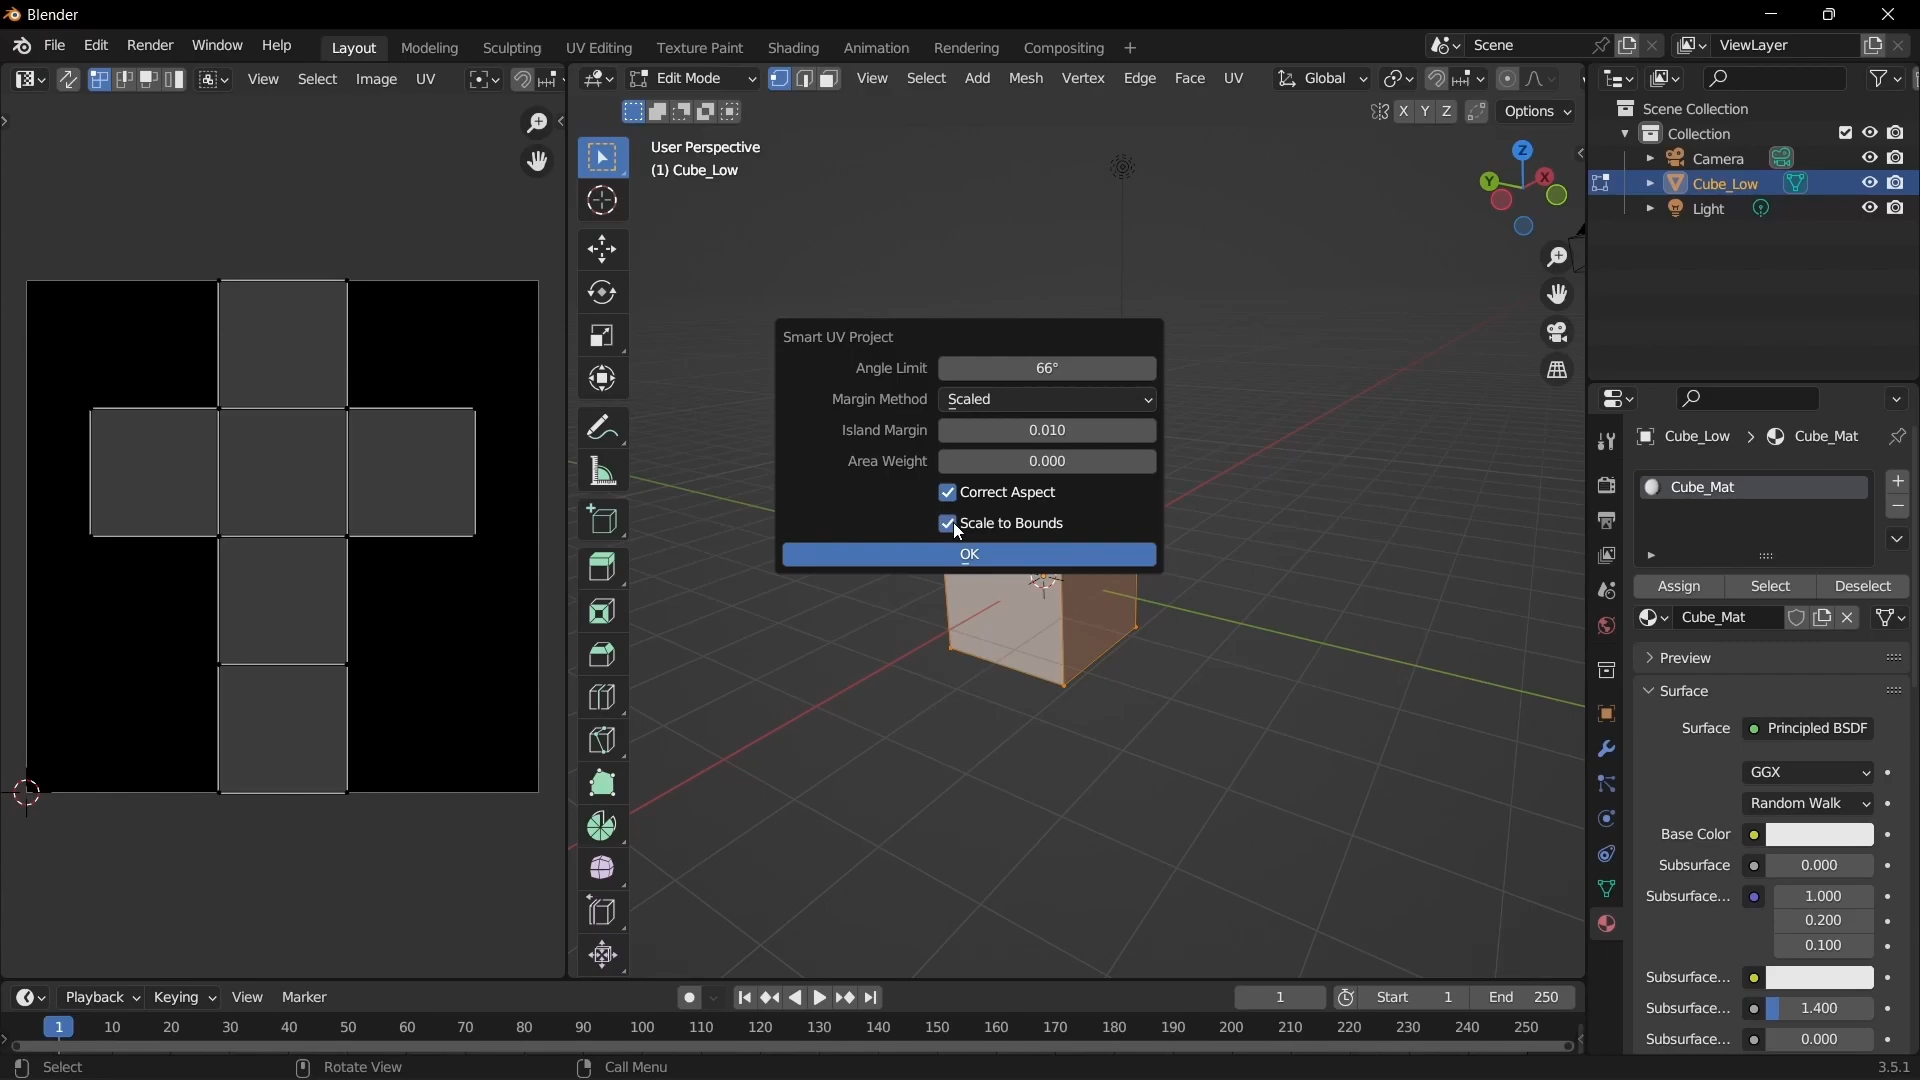 Blender
File Edit Render Window Help Layout Modeling Sculpting UV Editing Texture Paint Shading Animation Rendering Compositing + Scene ViewLayer
View Select Image UV
Edit Mode View Select Add Mesh Vertex Edge Face UV Global
X Y Z Options
User Perspective
(1) Cube_Low
Z
Y X
Scene Collection
Collection
Camera
Cube_Low
Light
Smart UV Project
Angle Limit 66°
Margin Method Scaled
Island Margin 0.010
Area Weight 0.000
Correct Aspect
Scale to Bounds
OK
Cube_Low > Cube_Mat
Cube_Mat
Assign Select Deselect
Cube_Mat
Preview
Surface
Surface Principled BSDF
GGX
Random Walk
Base Color
Subsurface 0.000
Subsurface... 1.000
0.200
0.100
Subsurface...
Subsurface... 1.400
Subsurface... 0.000
Playback Keying View Marker 1 Start 1 End 250
1 10 20 30 40 50 60 70 80 90 100 110 120 130 140 150 160 170 180 190 200 210 220 230 240 250
Select Rotate View Call Menu 3.5.1